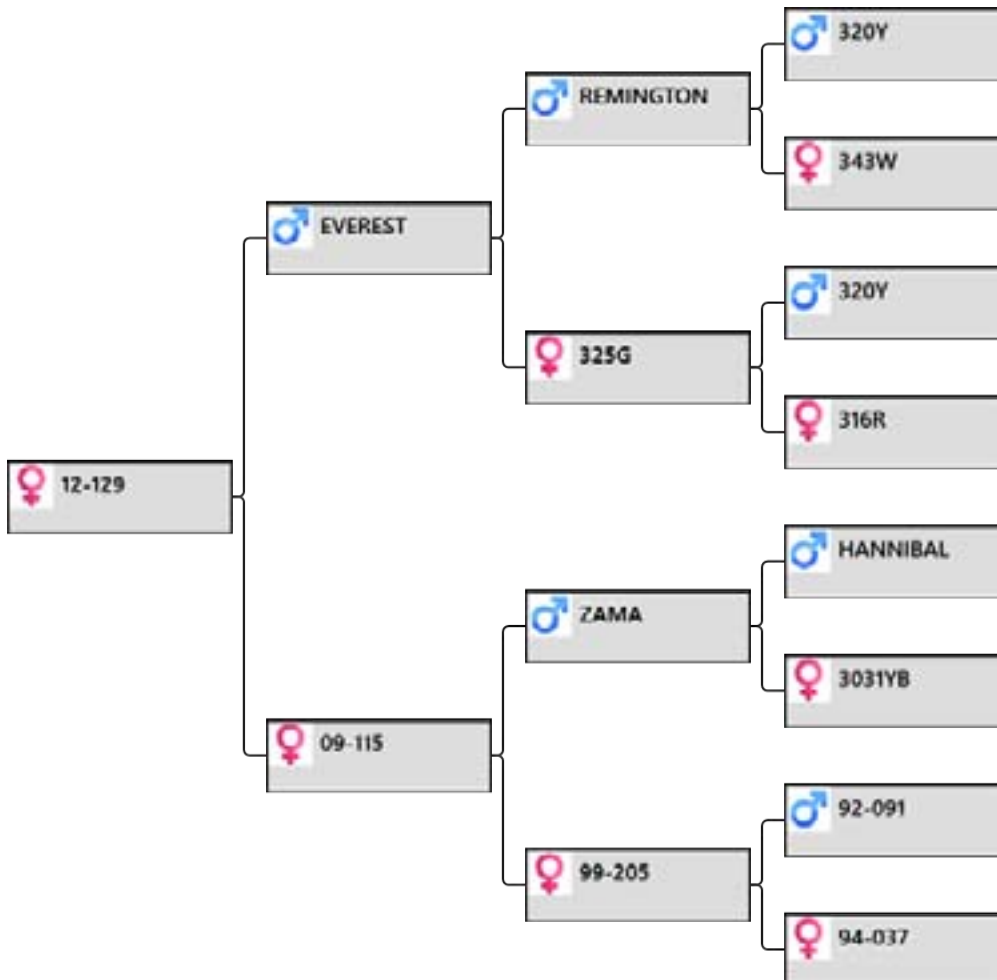 320Y
REMINGTON
343W
EVEREST
320Y
325G
316R
12-129
HANNIBAL
ZAMA
3031YB
09-115
92-091
99-205
94-037